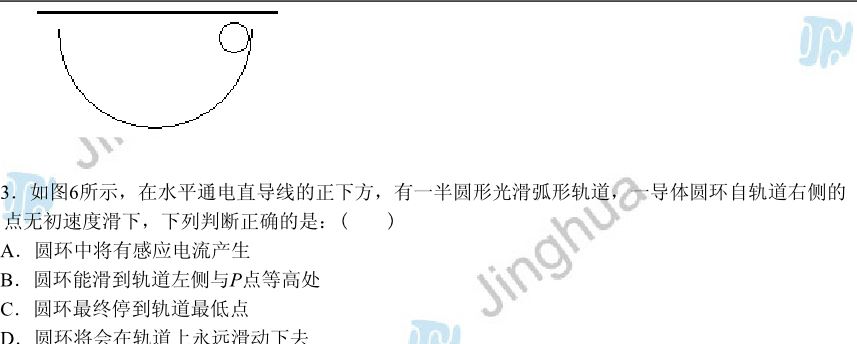 3．如图6所示，在水平通电直导线的正下方，有一半圆形光滑弧形轨道，一导体圆环自轨道右侧的
点无初速度滑下，下列判断正确的是：(　　)
A．圆环中将有感应电流产生
B．圆环能滑到轨道左侧与P点等高处
C．圆环最终停到轨道最低点
D．圆环将会在轨道上永远滑动下去
Jinghua